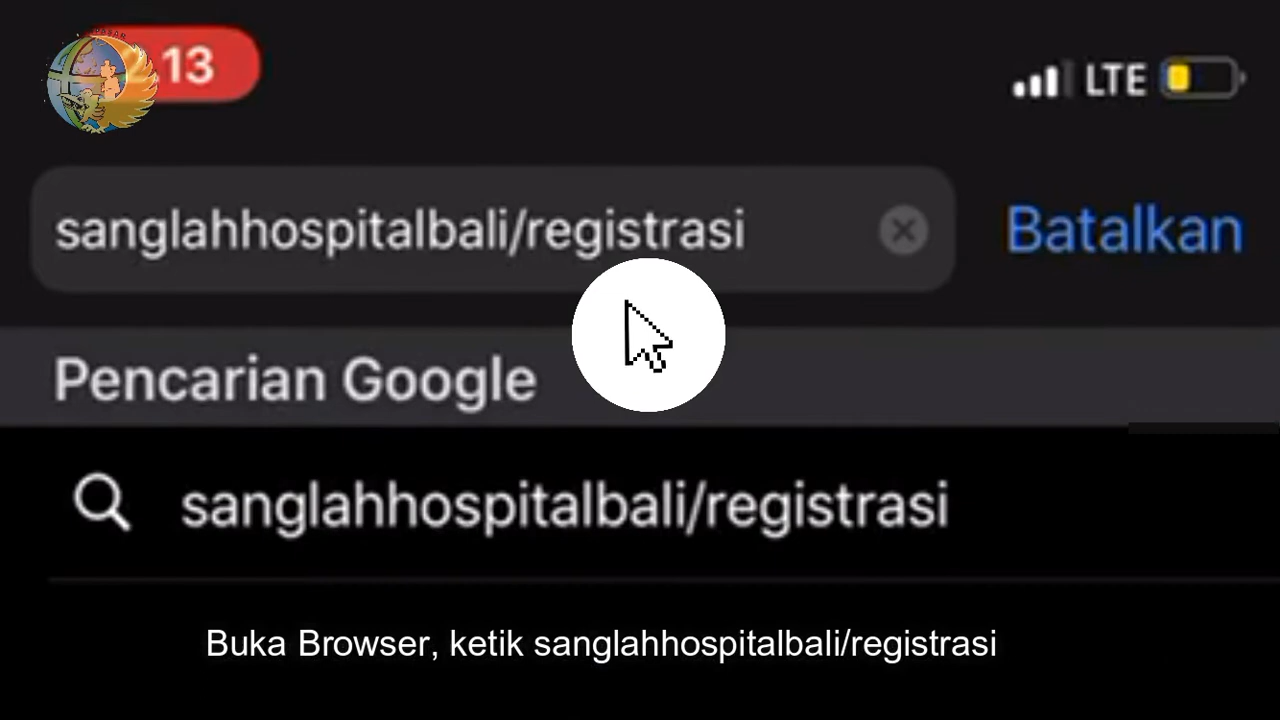 13
LTE
sanglahhospitalbali/registrasi
Batalkan
Pencarian Google
sanglahhospitalbali/registrasi
Buka Browser, ketik sanglahhospitalbali/registrasi